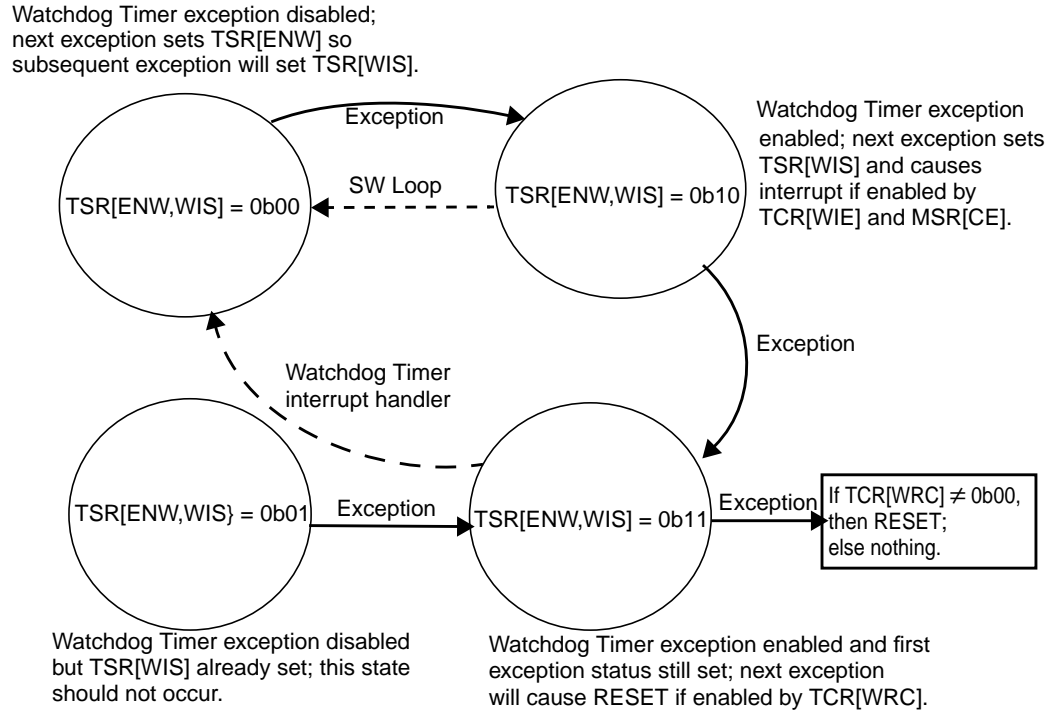 Watchdog Timer exception disabled;
next exception sets TSR[ENW] so
subsequent exception will set TSR[WIS].
Exception
Watchdog Timer exception
enabled; next exception sets
TSR[WIS] and causes
interrupt if enabled by
TCR[WIE] and MSR[CE].
SW Loop
TSR[ENW,WIS] = 0b00
TSR[ENW,WIS] = 0b10
Exception
Watchdog Timer
interrupt handler
TSR[ENW,WIS} = 0b01
Exception
TSR[ENW,WIS] = 0b11
Exception
If TCR[WRC] ≠ 0b00,
then RESET;
else nothing.
Watchdog Timer exception disabled
but TSR[WIS] already set; this state
should not occur.
Watchdog Timer exception enabled and first
exception status still set; next exception
will cause RESET if enabled by TCR[WRC].